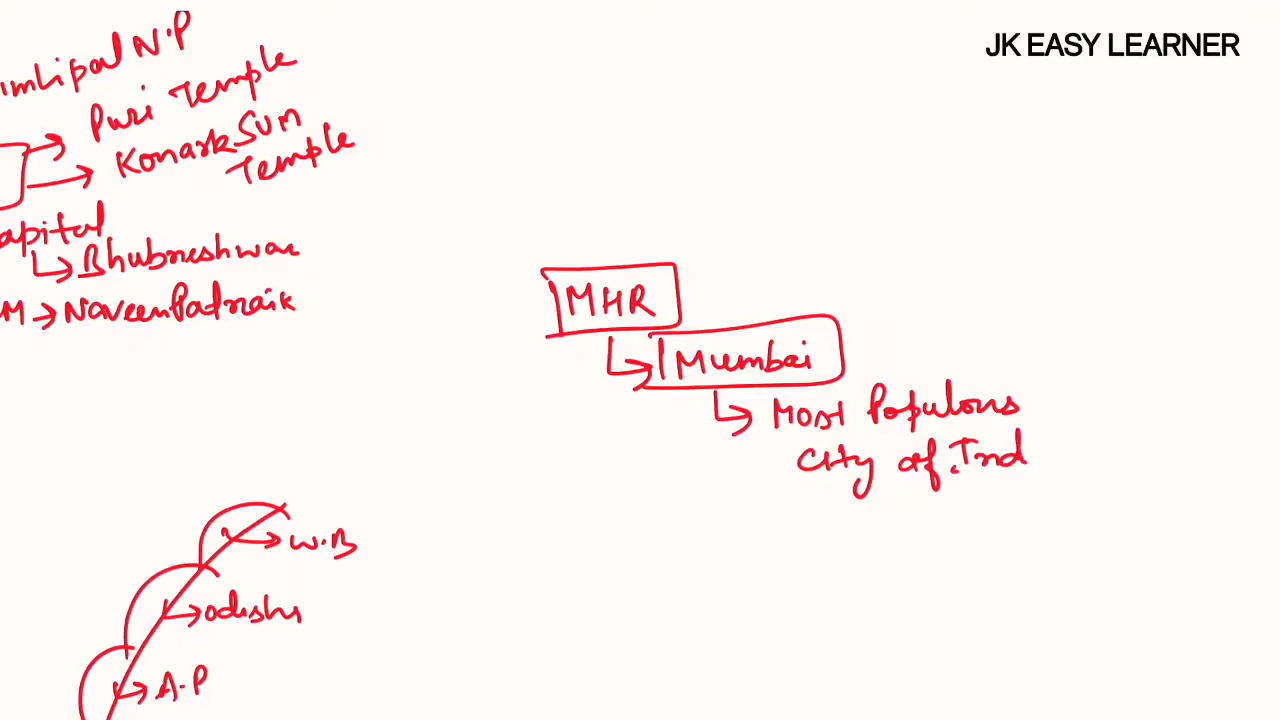 JK EASY LEARNER
imlipal N.P
Puri Temple
Konark Sun
Temple
apital
Bhubneshwar
M → Naveen Patnaik
MHR
Mumbai
Most Populous
City of Ind
W.B
odisha
A.P